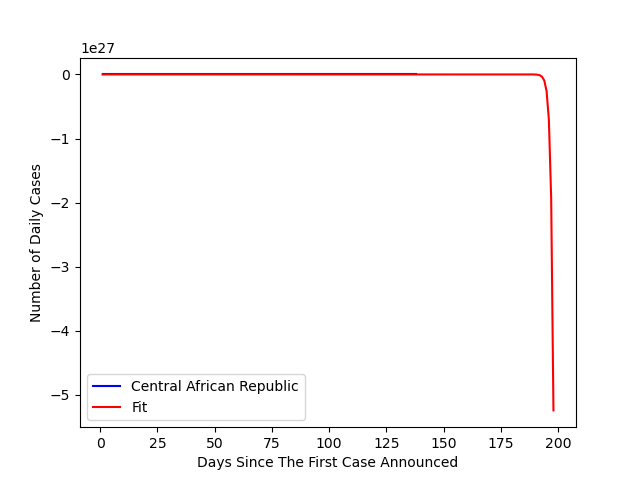 1e27
0
−1
−2
−3
−4
−5
Number of Daily Cases
Central African Republic
Fit
0 25 50 75 100 125 150 175 200
Days Since The First Case Announced